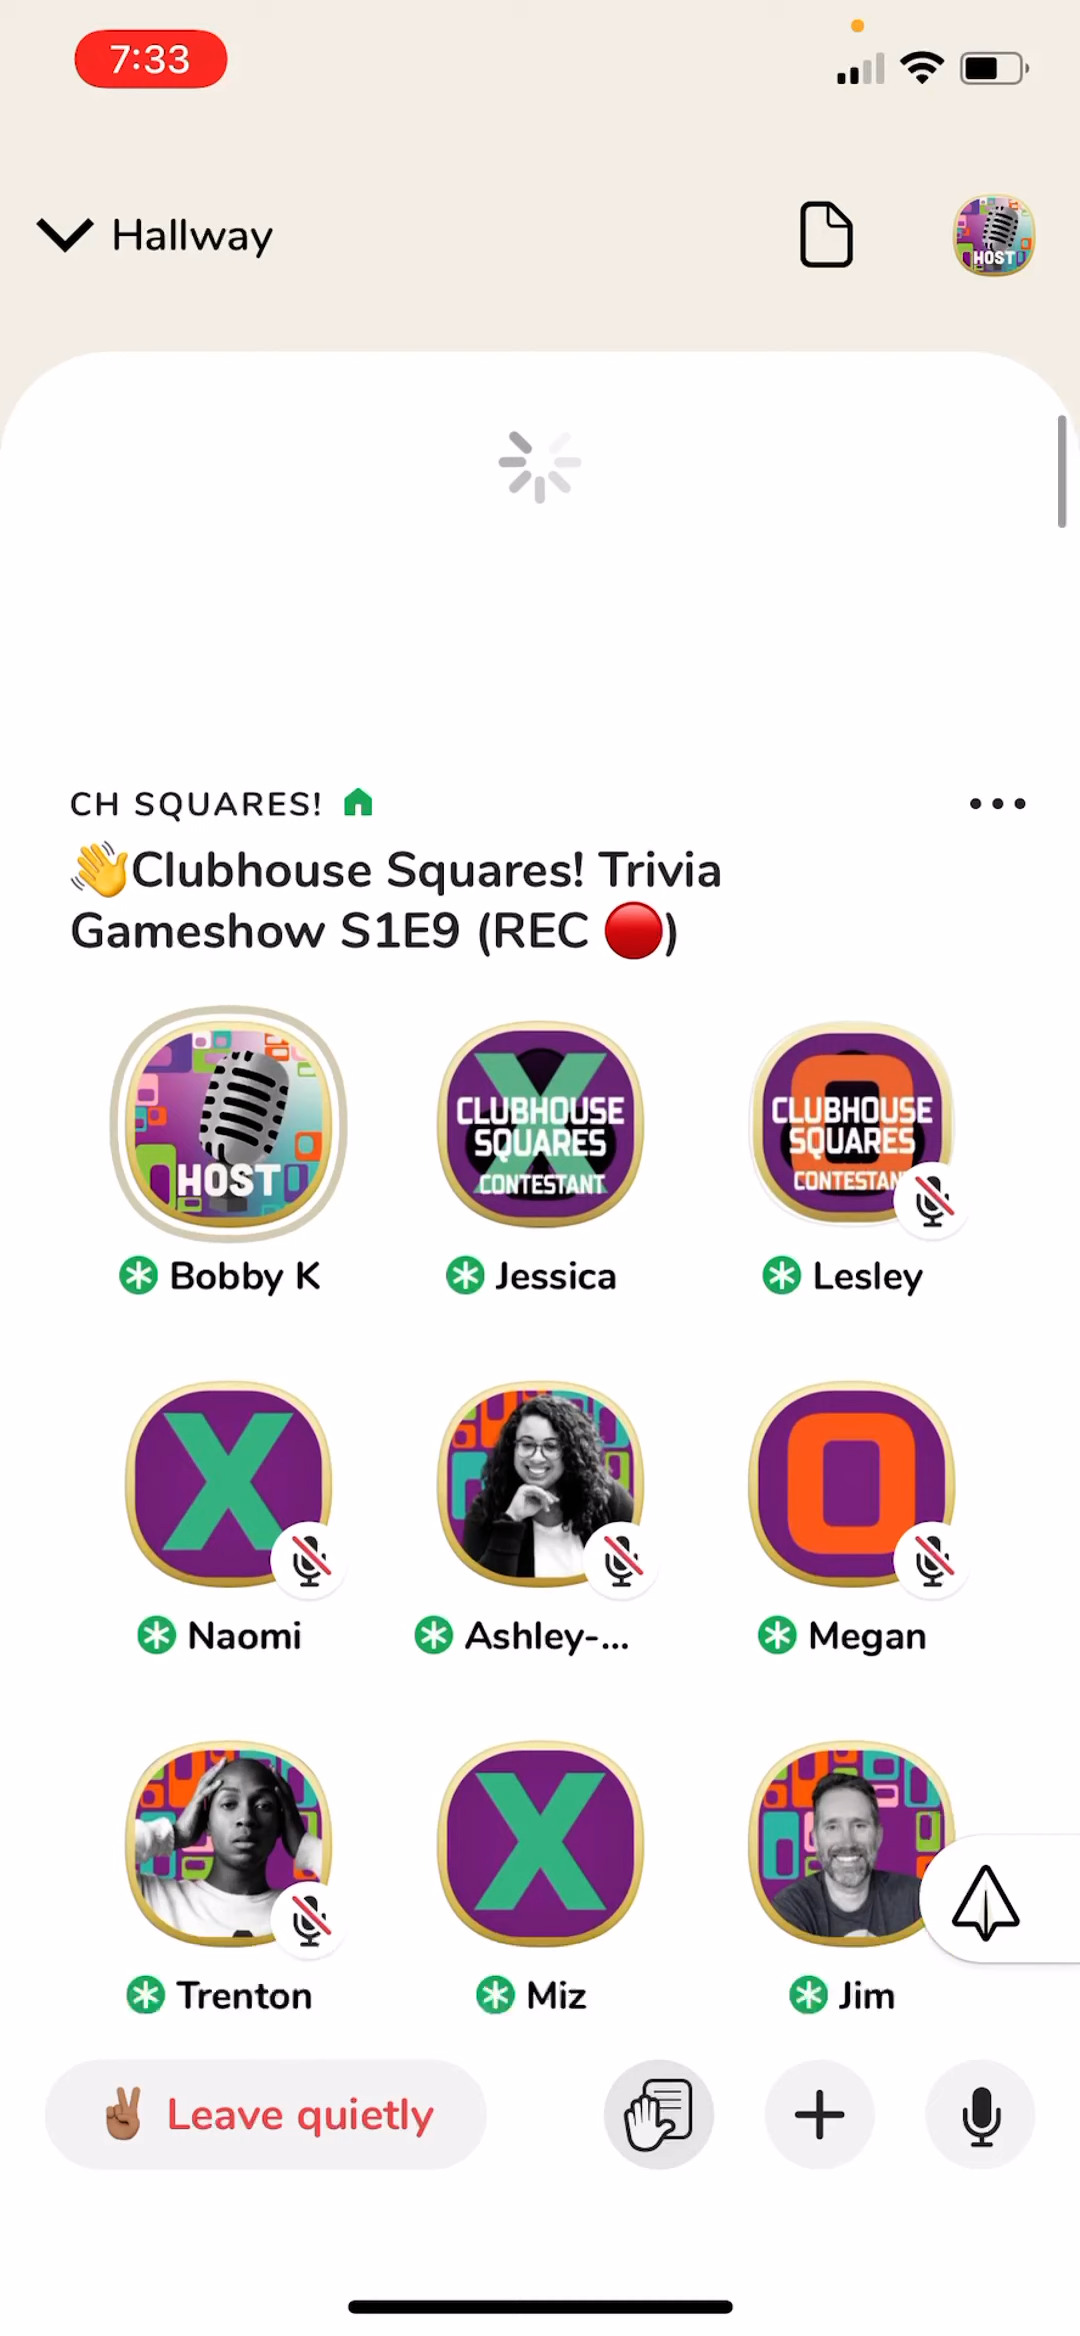 7:33
Hallway
HOST
CH SQUARES!
👋Clubhouse Squares! Trivia
Gameshow S1E9 (REC 🔴)
HOST
X
CLUBHOUSE
SQUARES
CONTESTANT
O
CLUBHOUSE
SQUARES
CONTESTAN
Bobby K
Jessica
Lesley
X
O
Naomi
Ashley-...
Megan
X
Trenton
Miz
Jim
✌🏽 Leave quietly